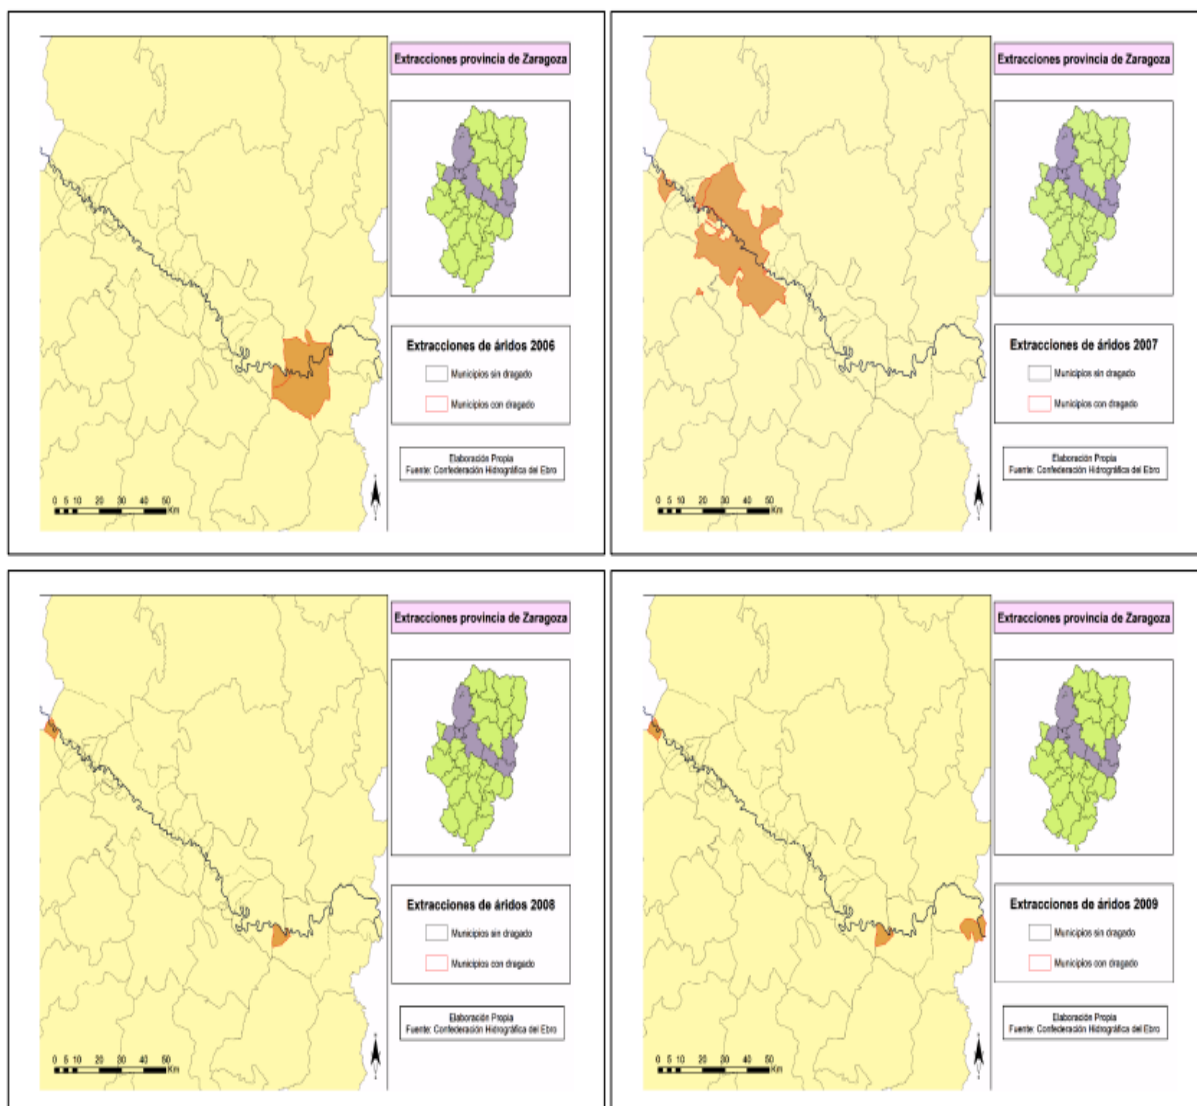 Extracciones provincia de Zaragoza
Extracciones de áridos 2006
Municipios sin dragado
Municipios con dragado
Elaboración Propia
Fuente: Confederación Hidrográfica del Ebro
0 5 10 20 30 40 50
Km
Extracciones provincia de Zaragoza
Extracciones de áridos 2007
Municipios sin dragado
Municipios con dragado
Elaboración Propia
Fuente: Confederación Hidrográfica del Ebro
0 5 10 20 30 40 50
Km
Extracciones provincia de Zaragoza
Extracciones de áridos 2008
Municipios sin dragado
Municipios con dragado
Elaboración Propia
Fuente: Confederación Hidrográfica del Ebro
0 5 10 20 30 40 50
Km
Extracciones provincia de Zaragoza
Extracciones de áridos 2009
Municipios sin dragado
Municipios con dragado
Elaboración Propia
Fuente: Confederación Hidrográfica del Ebro
0 5 10 20 30 40 50
Km